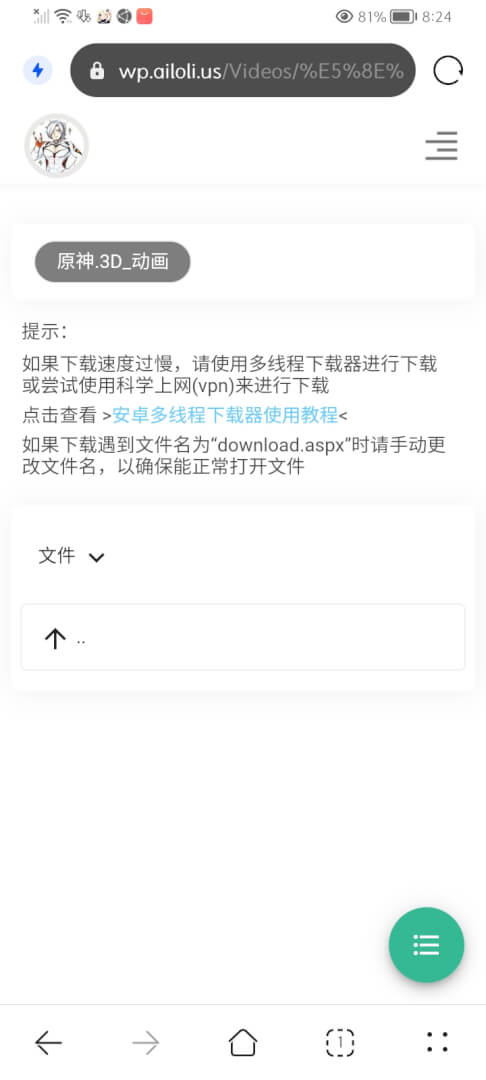 81% 8:24
wp.ailoli.us/Videos/%E5%8E%
原神.3D_动画
提示：
如果下载速度过慢，请使用多线程下载器进行下载
或尝试使用科学上网(vpn)来进行下载
点击查看 >安卓多线程下载器使用教程<
如果下载遇到文件名为“download.aspx”时请手动更
改文件名，以确保能正常打开文件
文件
..
1